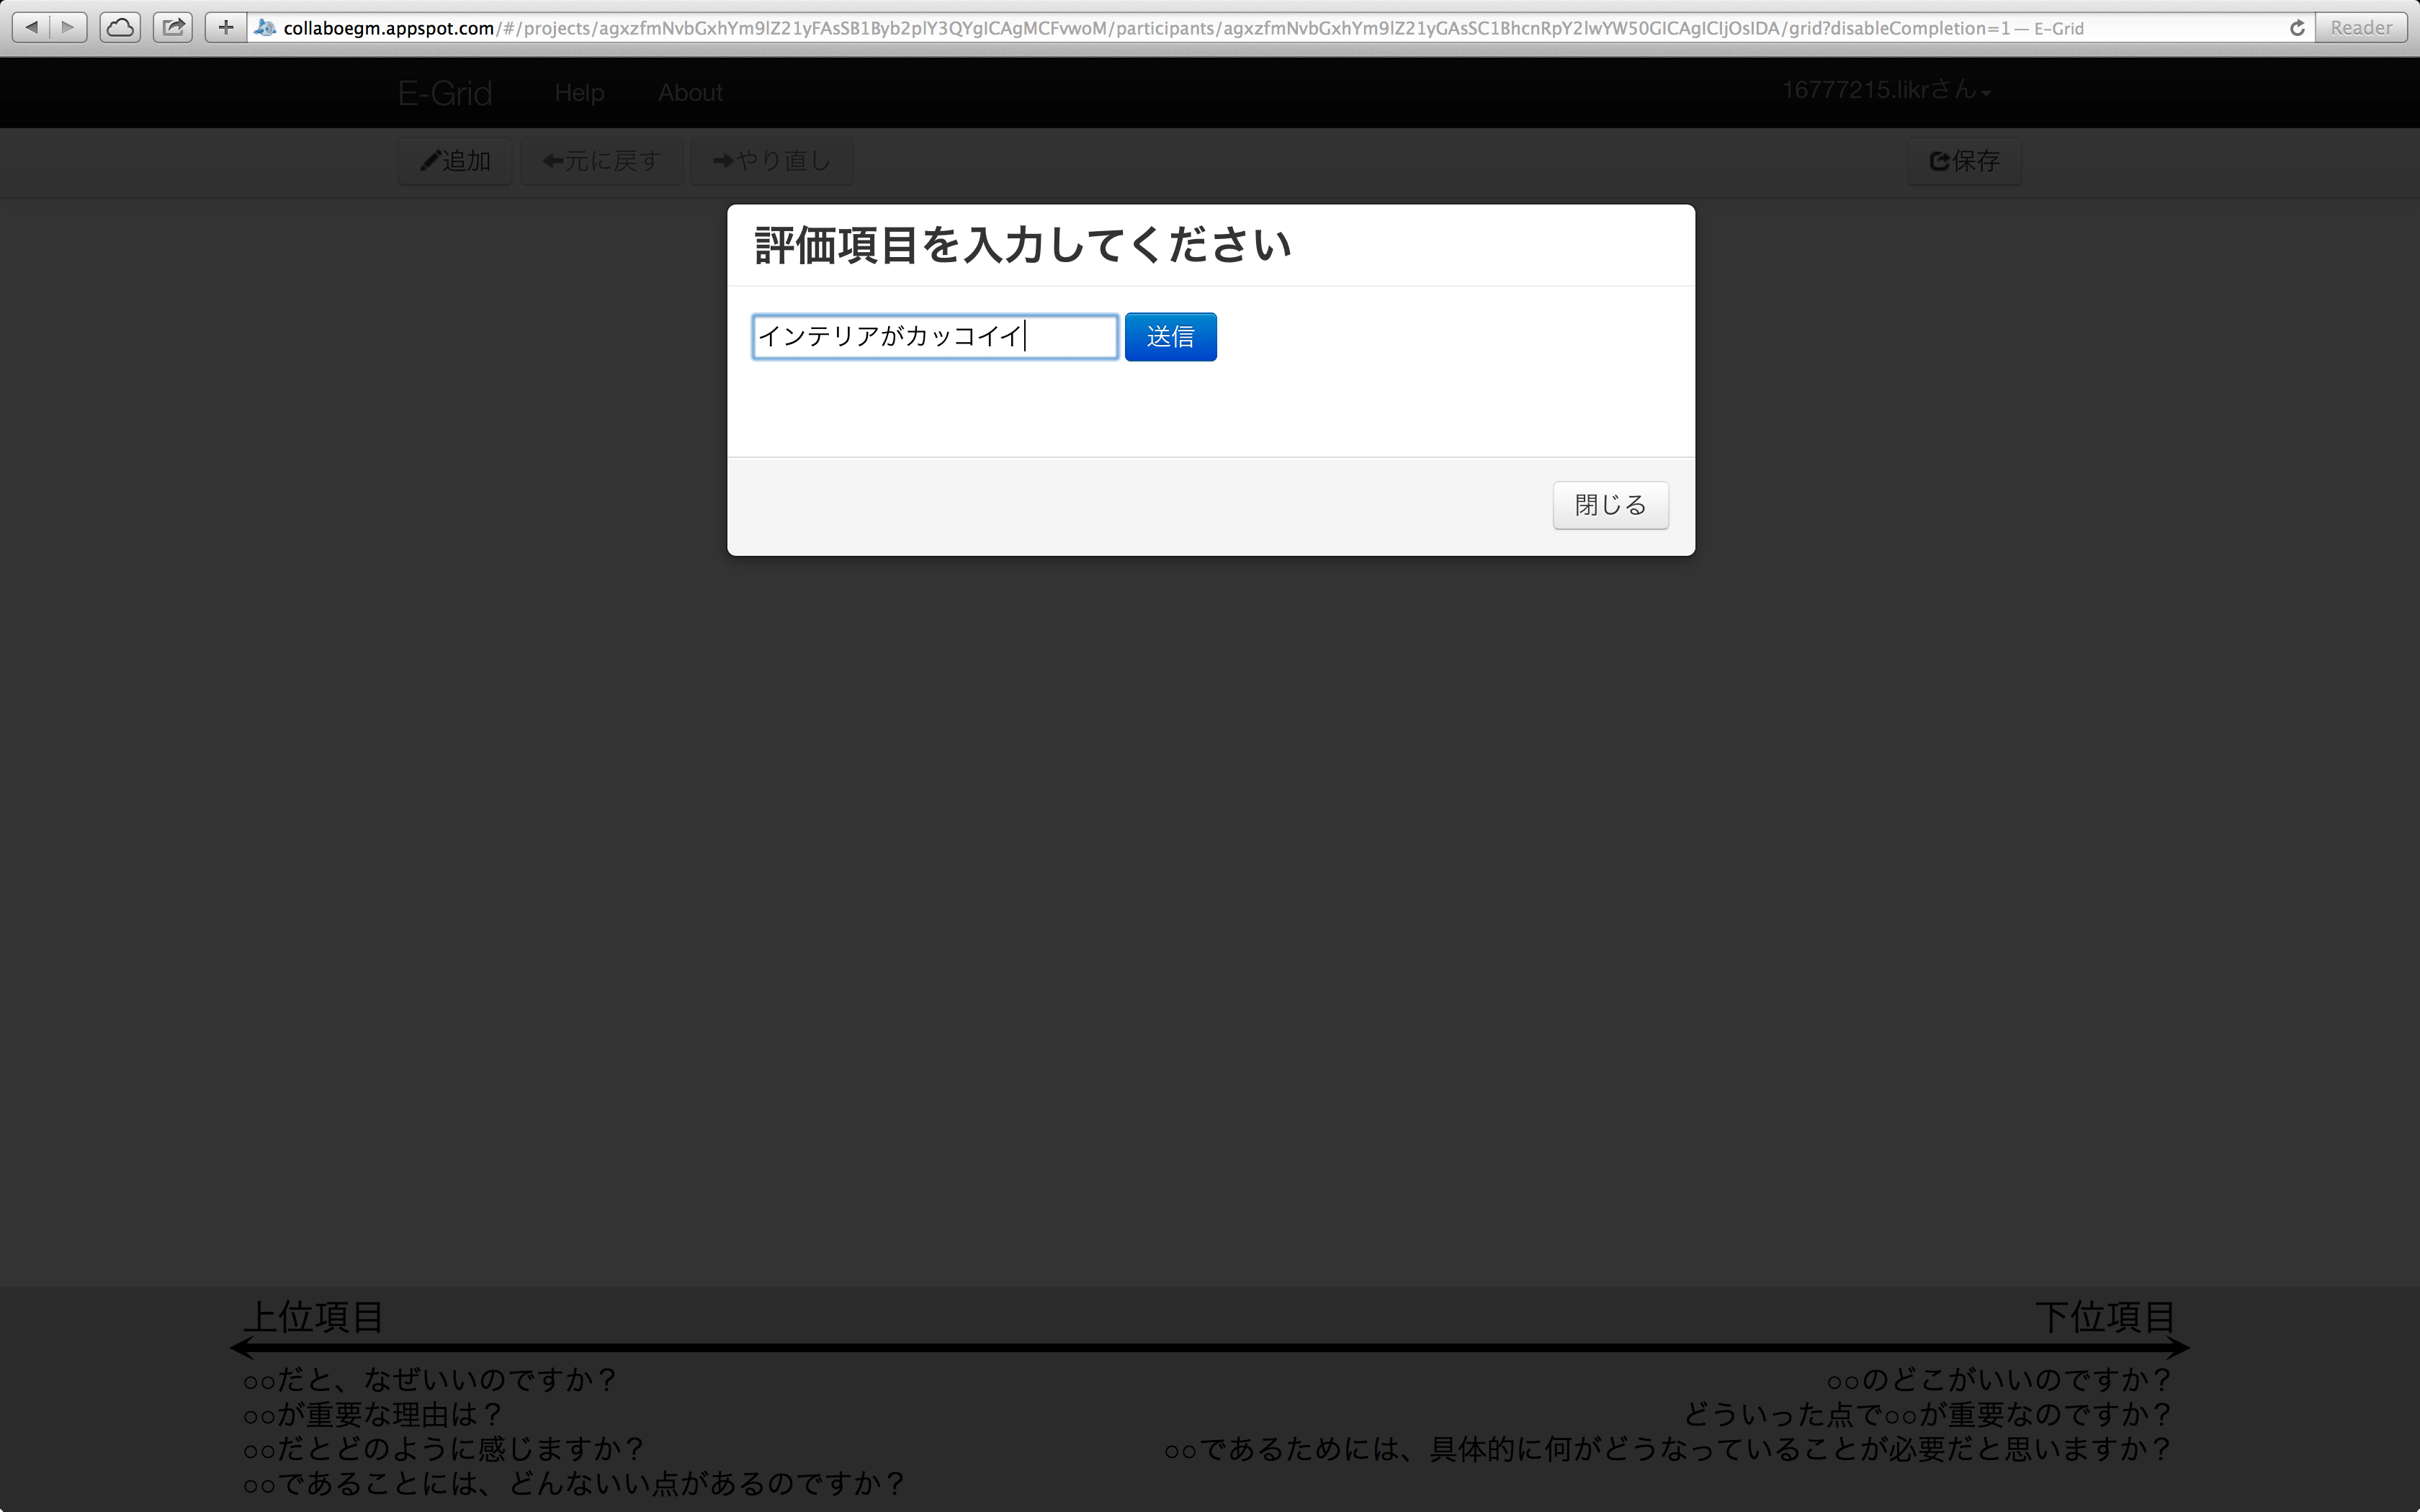 collaboegm.appspot.com/#/projects/agxzfmNvbGxhYm9lZ21yFAsSB1Byb2plY3QYgICAgMCFvwoM/participants/agxzfmNvbGxhYm9lZ21yGAsSC1BhcnRpY2lwYW50GICAgICIjOsIDA/grid?disableCompletion=1 — E-Grid
Reader
E-Grid Help About 16777215.likrさん
追加 元に戻す やり直し 保存
評価項目を入力してください
インテリアがカッコイイ 送信
閉じる
上位項目 下位項目
○○だと、なぜいいのですか？ ○○のどこがいいのですか？
○○が重要な理由は？ どういった点で○○が重要なのですか？
○○だとどのように感じますか？ ○○であるためには、具体的に何がどうなっていることが必要だと思いますか？
○○であることには、どんないい点があるのですか？